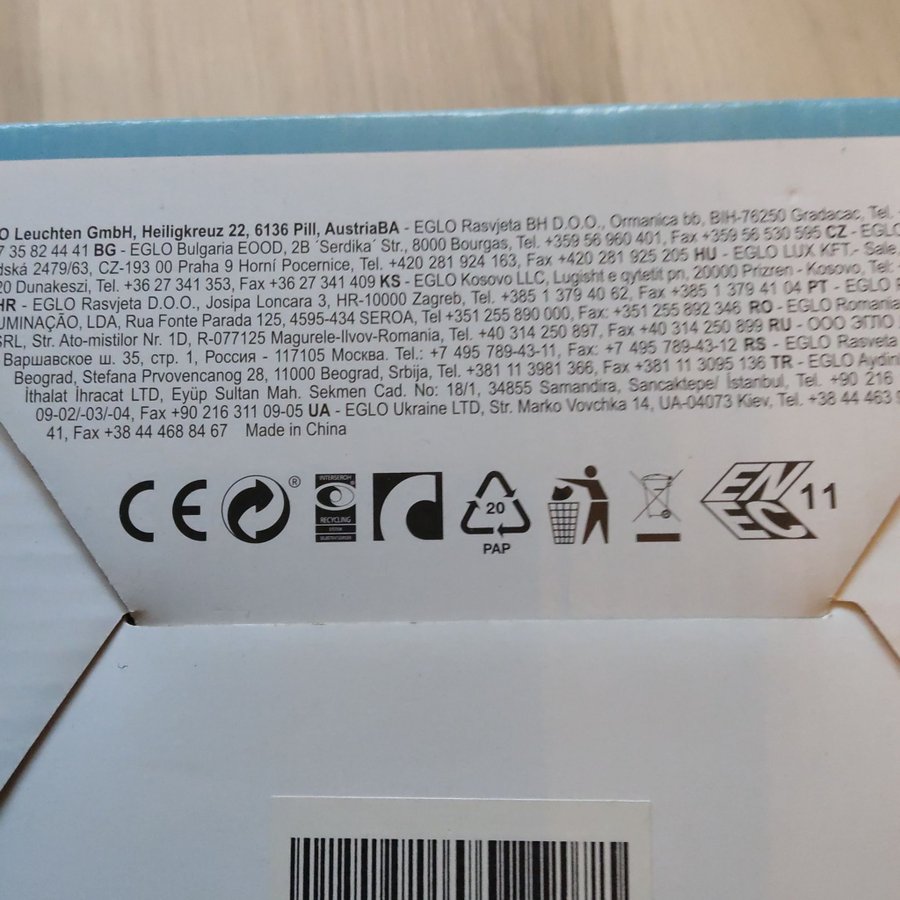 O Leuchten GmbH, Heiligkreuz 22, 6136 Pill, AustriaBA - EGLO Rasvjeta BH D.O.O., Ormanica bb, BIH-76250 Gradacac, Tel. -
7 35 82 44 41 BG - EGLO Bulgaria EOOD, 2B ´Serdika´ Str., 8000 Bourgas, Tel. +359 56 960 401, Fax +359 56 530 595 CZ - EGLO
dská 2479/63, CZ-193 00 Praha 9 Horní Pocernice, Tel. +420 281 924 163, Fax +420 281 925 205 HU - EGLO LUX KFT.- Sale,
20 Dunakeszi, Tel. +36 27 341 353, Fax +36 27 341 409 KS - EGLO Kosovo LLC, Lugisht e qytetit pn, 20000 Prizren - Kosovo, Tel:
HR - EGLO Rasvjeta D.O.O., Josipa Loncara 3, HR-10000 Zagreb, Tel. +385 1 379 40 62, Fax +385 1 379 41 04 PT - EGLO
UMINAÇÃO, LDA, Rua Fonte Parada 125, 4595-434 SEROA, Tel +351 255 890 000, Fax: +351 255 892 346 RO - EGLO Romania
SRL, Str. Ato-mistilor Nr. 1D, R-077125 Magurele-Ilvov-Romania, Tel. +40 314 250 897, Fax +40 314 250 899 RU - ООО ЭГЛО
Варшавское ш. 35, стр. 1, Россия - 117105 Москва. Tel.: +7 495 789-43-11, Fax: +7 495 789-43-12 RS - EGLO Rasveta
Beograd, Stefana Prvovencanog 28, 11000 Beograd, Srbija, Tel. +381 11 3981 366, Fax +381 11 3095 136 TR - EGLO Aydin
İthalat İhracat LTD, Eyüp Sultan Mah. Sekmen Cad. No: 18/1, 34855 Samandira, Sancaktepe/ İstanbul, Tel. +90 216
09-02/-03/-04, Fax +90 216 311 09-05 UA - EGLO Ukraine LTD, Str. Marko Vovchka 14, UA-04073 Kiev, Tel. +38 44 463
41, Fax +38 44 468 84 67 Made in China
CE ® INTERSEROH RECYCLING 20 PAP ENEC 11